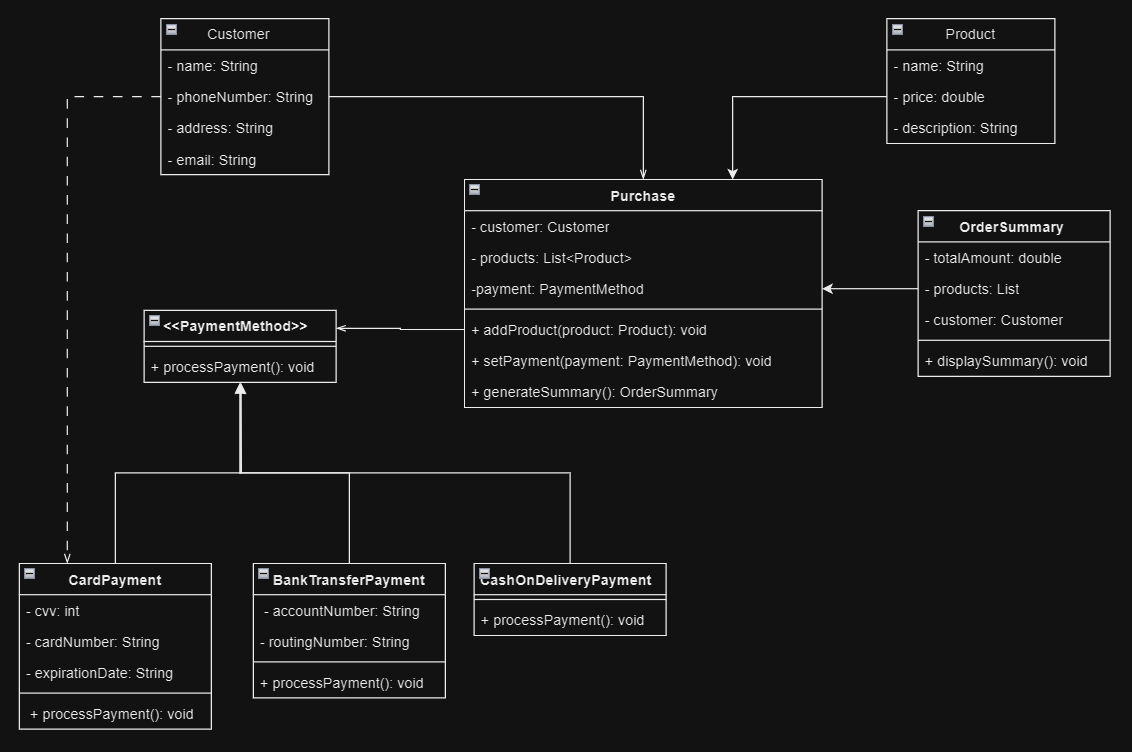 Customer
- name: String
- phoneNumber: String
- address: String
- email: String
Product
- name: String
- price: double
- description: String
Purchase
- customer: Customer
- products: List<Product>
-payment: PaymentMethod
+ addProduct(product: Product): void
+ setPayment(payment: PaymentMethod): void
+ generateSummary(): OrderSummary
OrderSummary
- totalAmount: double
- products: List
- customer: Customer
+ displaySummary(): void
<<PaymentMethod>>
+ processPayment(): void
CardPayment
- cvv: int
- cardNumber: String
- expirationDate: String
+ processPayment(): void
BankTransferPayment
- accountNumber: String
- routingNumber: String
+ processPayment(): void
CashOnDeliveryPayment
+ processPayment(): void